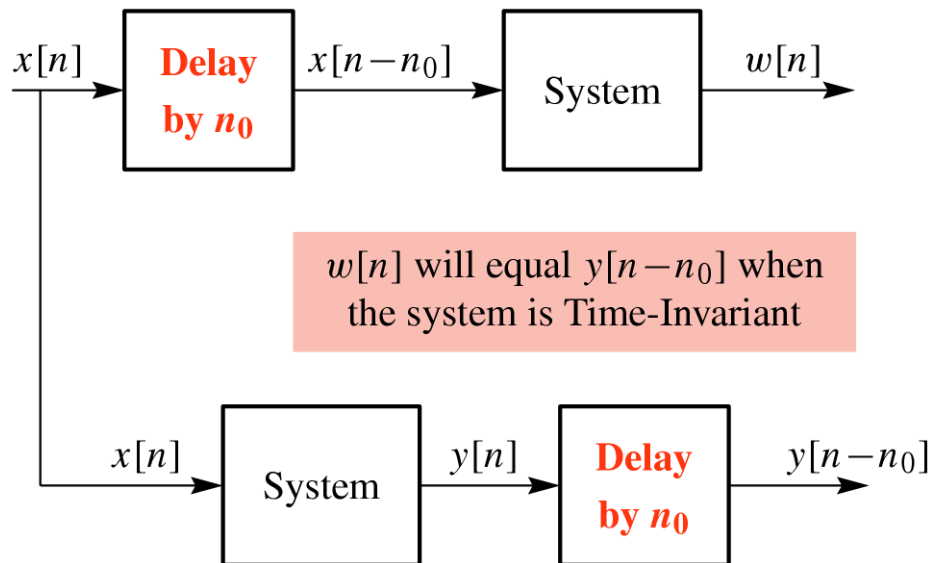 x[n]
Delay
by n₀
x[n−n₀]
System
w[n]
w[n] will equal y[n−n₀] when
the system is Time-Invariant
x[n]
System
y[n]
Delay
by n₀
y[n−n₀]